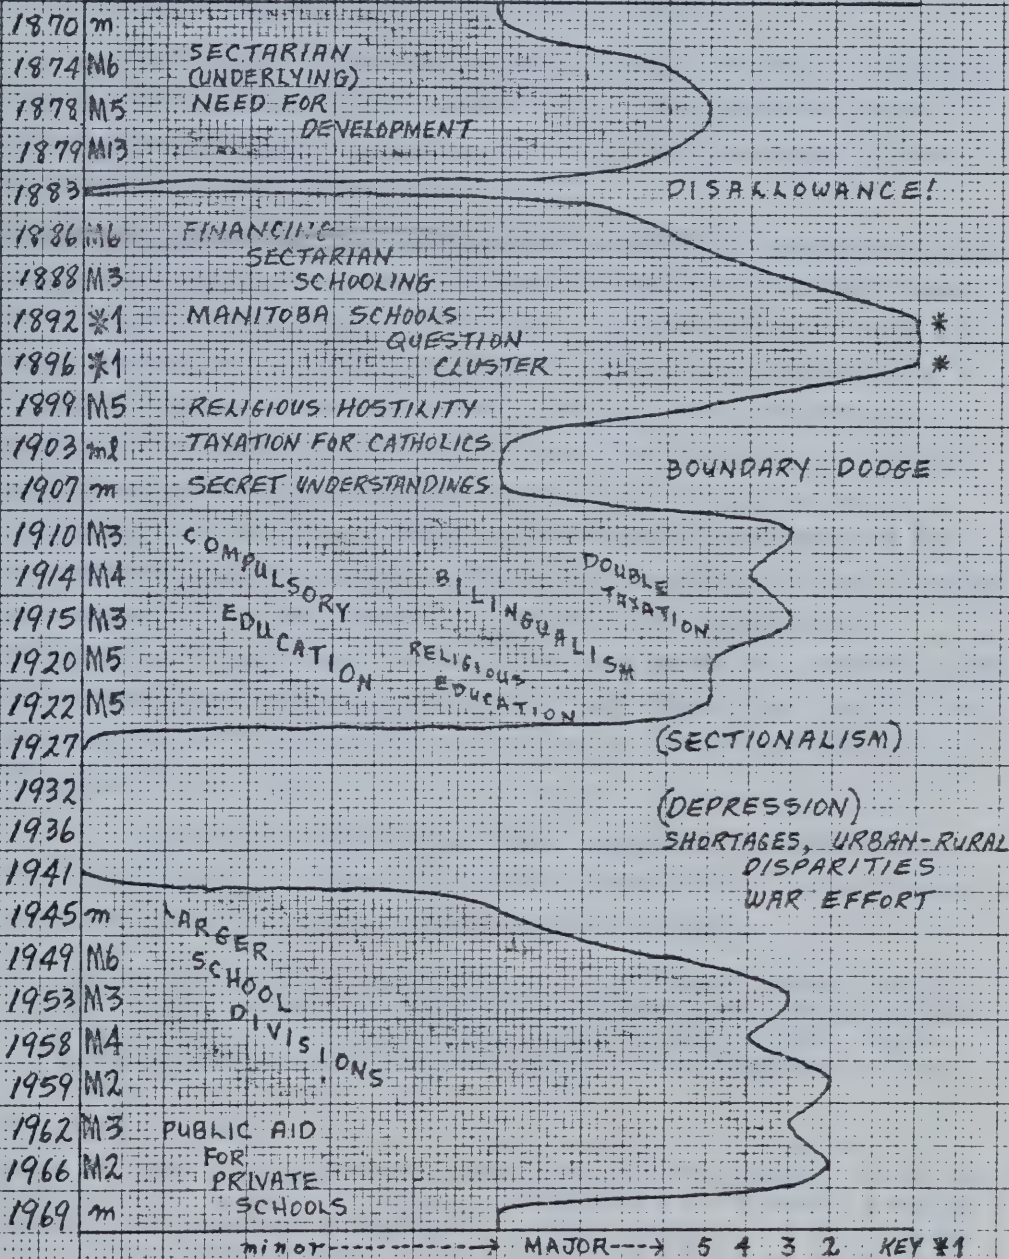 1870 m
1874 M6 SECTARIAN
(UNDERLYING)
1878 M5 NEED FOR
DEVELOPMENT
1879 M13
1883 DISALLOWANCE!
1886 M6 FINANCING
SECTARIAN
1888 M3 SCHOOLING
1892 *1 MANITOBA SCHOOLS *
QUESTION
1896 *1 CLUSTER *
1899 M5 RELIGIOUS HOSTILITY
1903 ml TAXATION FOR CATHOLICS
BOUNDARY DODGE
1907 m SECRET UNDERSTANDINGS
1910 M3
1914 M4
1915 M3
1920 M5
1922 M5
COMPULSORY
EDUCATION
BILINGUALISM
RELIGIOUS
EDUCATION
DOUBLE
TAXATION
1927 (SECTIONALISM)
1932
(DEPRESSION)
1936 SHORTAGES, URBAN-RURAL
1941 DISPARITIES
WAR EFFORT
1945 m LARGER
1949 M6 SCHOOL
1953 M3 DIVISIONS
1958 M4
1959 M2
1962 M3 PUBLIC AID
FOR
1966 M2 PRIVATE
1969 m SCHOOLS
minor MAJOR 5 4 3 2 KEY *1